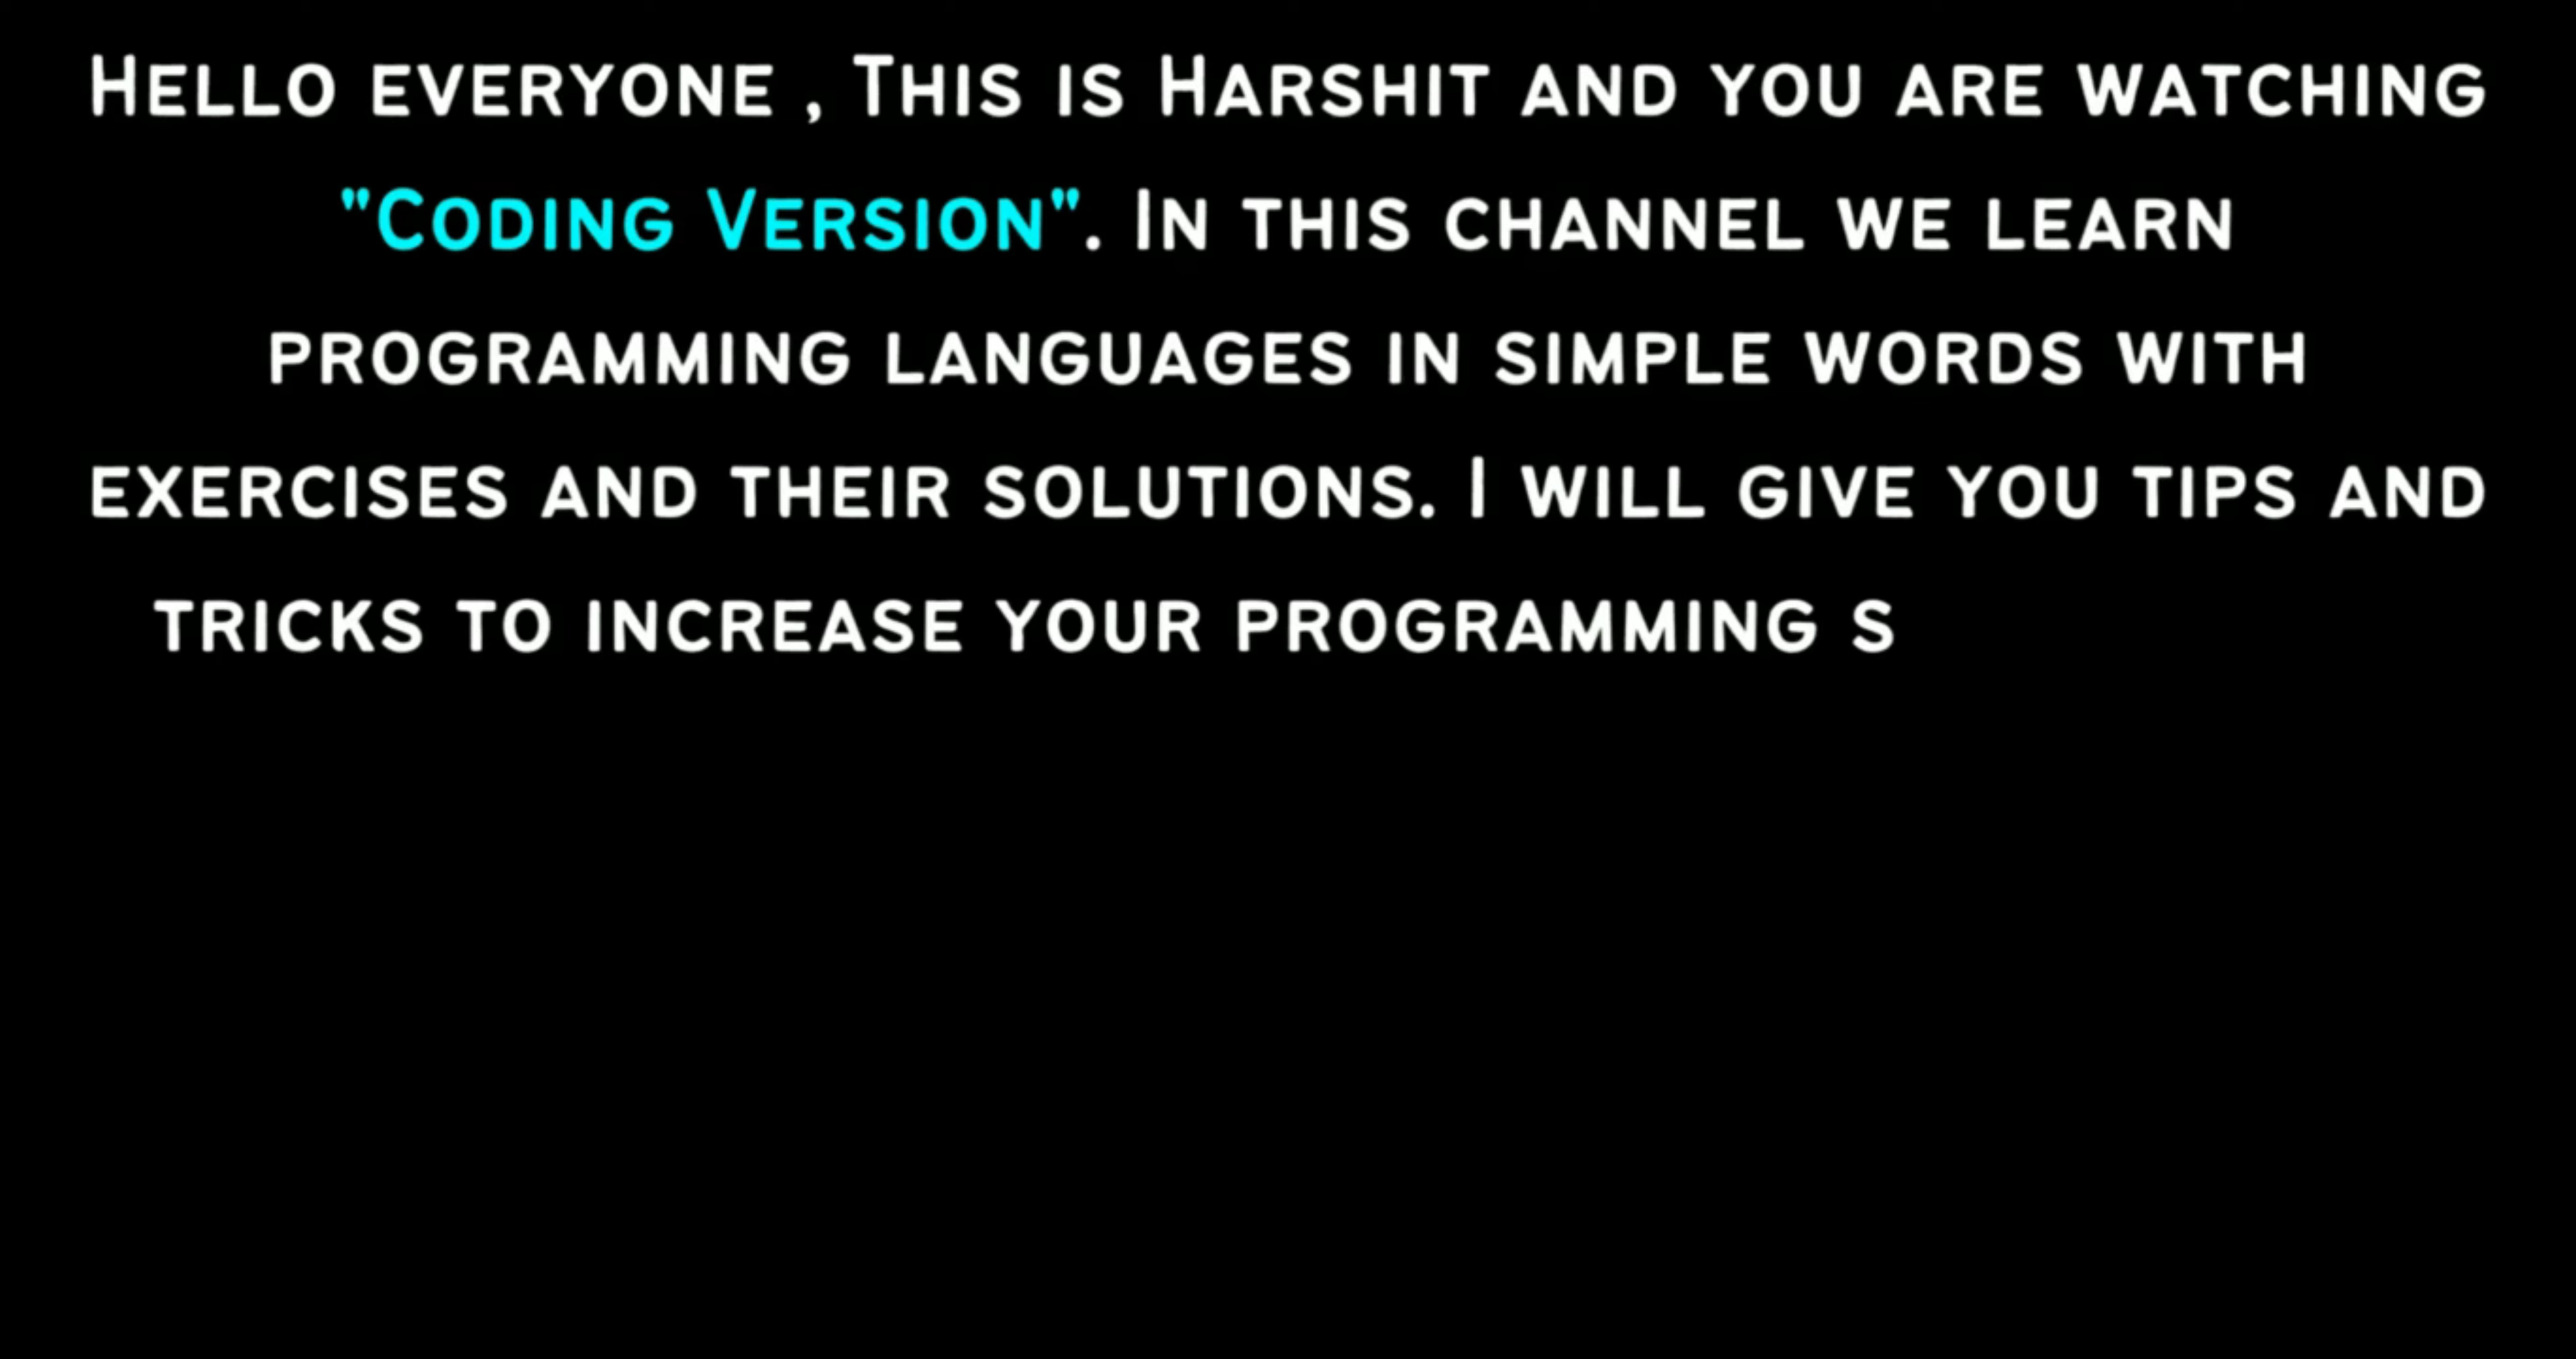 Hello everyone , This is Harshit and you are watching
"Coding Version". In this channel we learn
programming languages in simple words with
exercises and their solutions. I will give you tips and
tricks to increase your programming s